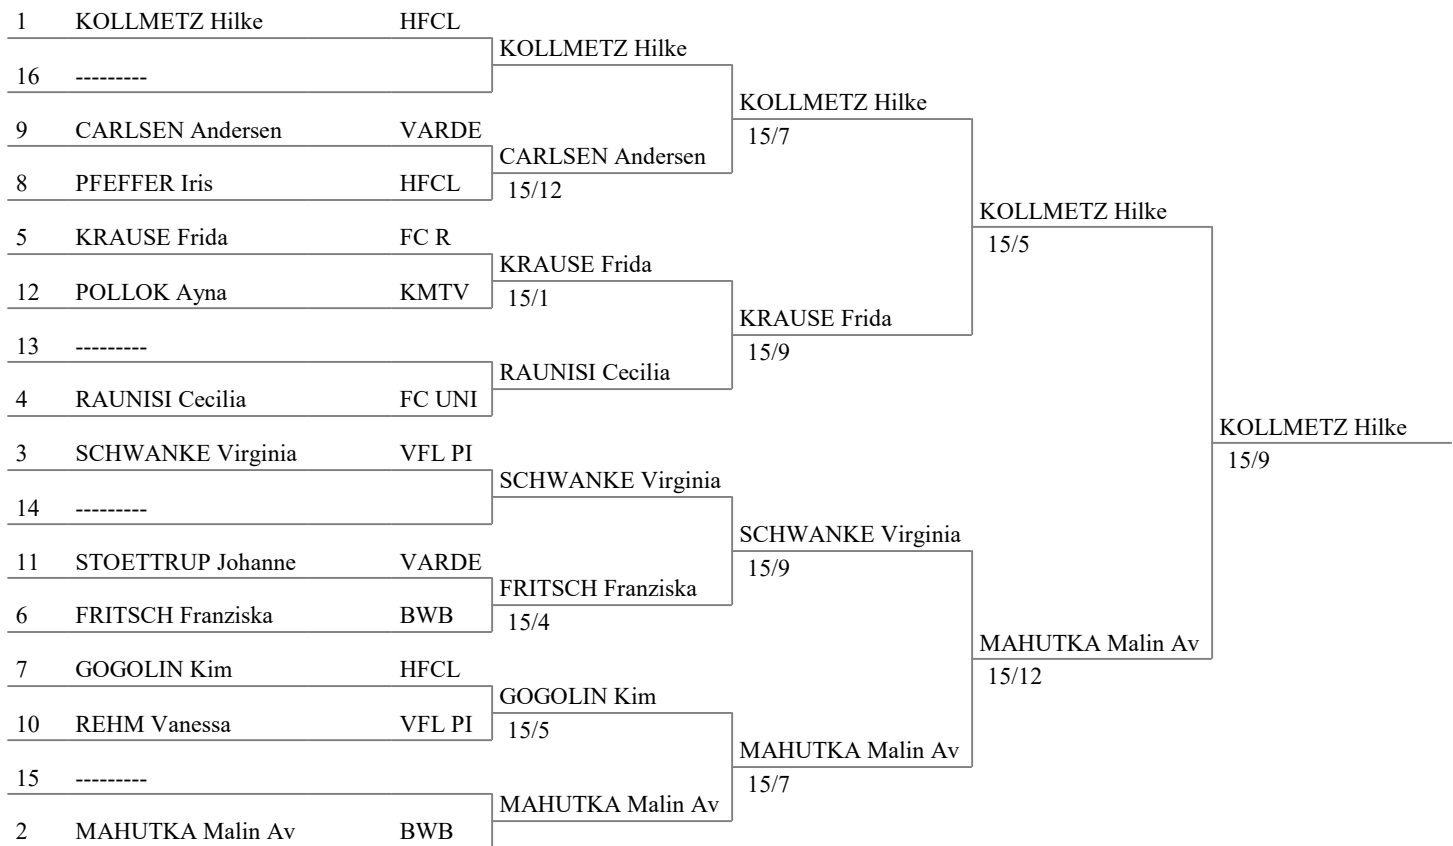 1 KOLLMETZ Hilke HFCL
KOLLMETZ Hilke
16 ---------
KOLLMETZ Hilke
9 CARLSEN Andersen VARDE
15/7
CARLSEN Andersen
8 PFEFFER Iris HFCL
15/12
KOLLMETZ Hilke
5 KRAUSE Frida FC R
15/5
KRAUSE Frida
12 POLLOK Ayna KMTV
15/1
KRAUSE Frida
13 ---------
15/9
RAUNISI Cecilia
4 RAUNISI Cecilia FC UNI
KOLLMETZ Hilke
3 SCHWANKE Virginia VFL PI
15/9
SCHWANKE Virginia
14 ---------
SCHWANKE Virginia
11 STOETTRUP Johanne VARDE
15/9
FRITSCH Franziska
6 FRITSCH Franziska BWB
15/4
MAHUTKA Malin Av
7 GOGOLIN Kim HFCL
15/12
GOGOLIN Kim
10 REHM Vanessa VFL PI
15/5
MAHUTKA Malin Av
15 ---------
15/7
MAHUTKA Malin Av
2 MAHUTKA Malin Av BWB